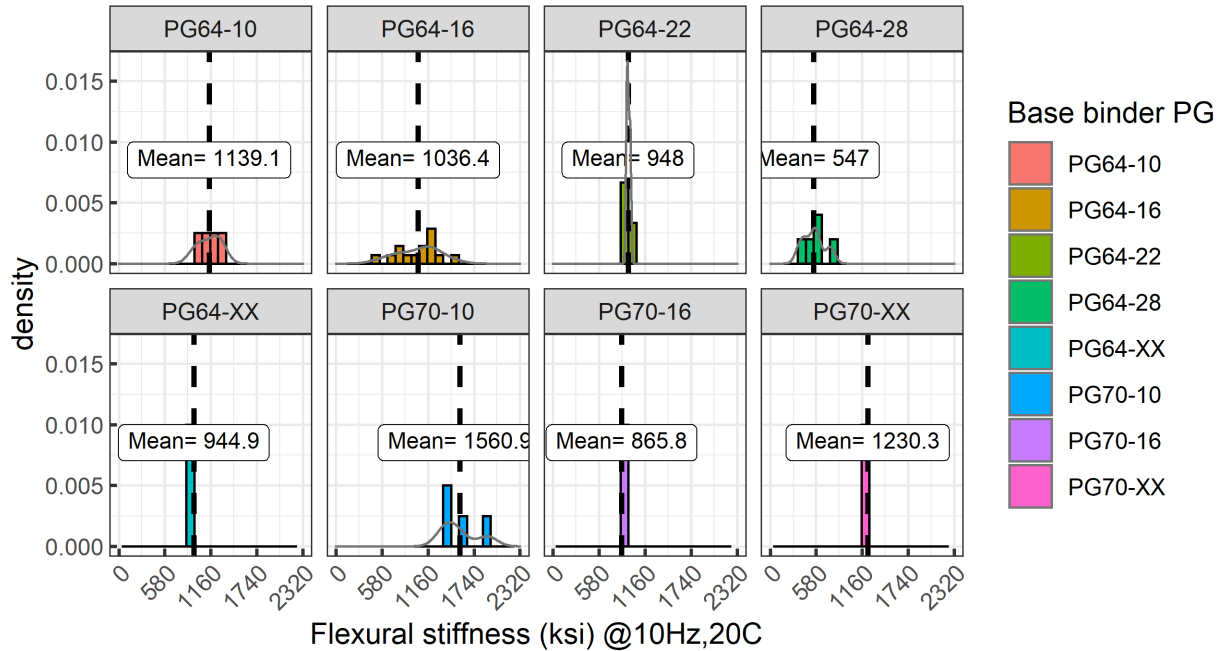 PG64-10 PG64-16 PG64-22 PG64-28
0.015
0.010
0.005
0.000
Mean= 1139.1 Mean= 1036.4 Mean= 948 Mean= 547
PG64-XX PG70-10 PG70-16 PG70-XX
0.015
0.010
0.005
0.000
Mean= 944.9 Mean= 1560.9 Mean= 865.8 Mean= 1230.3
0 580 1160 1740 2320 0 580 1160 1740 2320 0 580 1160 1740 2320 0 580 1160 1740 2320
density
Flexural stiffness (ksi) @10Hz,20C
Base binder PG
PG64-10
PG64-16
PG64-22
PG64-28
PG64-XX
PG70-10
PG70-16
PG70-XX